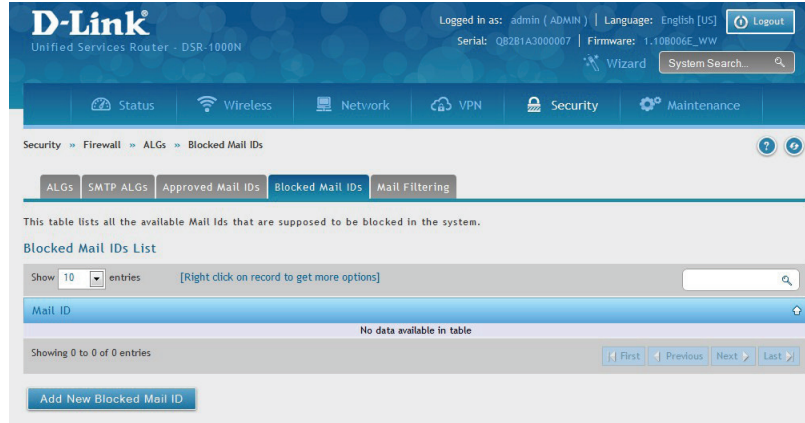 D-Link
Unified Services Router - DSR-1000N
Logged in as: admin ( ADMIN ) | Language: English [US]
Logout
Serial: QB2B1A3000007 | Firmware: 1.10B006E_WW
Wizard
System Search...
Status
Wireless
Network
VPN
Security
Maintenance
Security » Firewall » ALGs » Blocked Mail IDs
ALGs
SMTP ALGs
Approved Mail IDs
Blocked Mail IDs
Mail Filtering
This table lists all the available Mail Ids that are supposed to be blocked in the system.
Blocked Mail IDs List
Show 10 entries
[Right click on record to get more options]
Mail ID
No data available in table
Showing 0 to 0 of 0 entries
First
Previous
Next
Last
Add New Blocked Mail ID